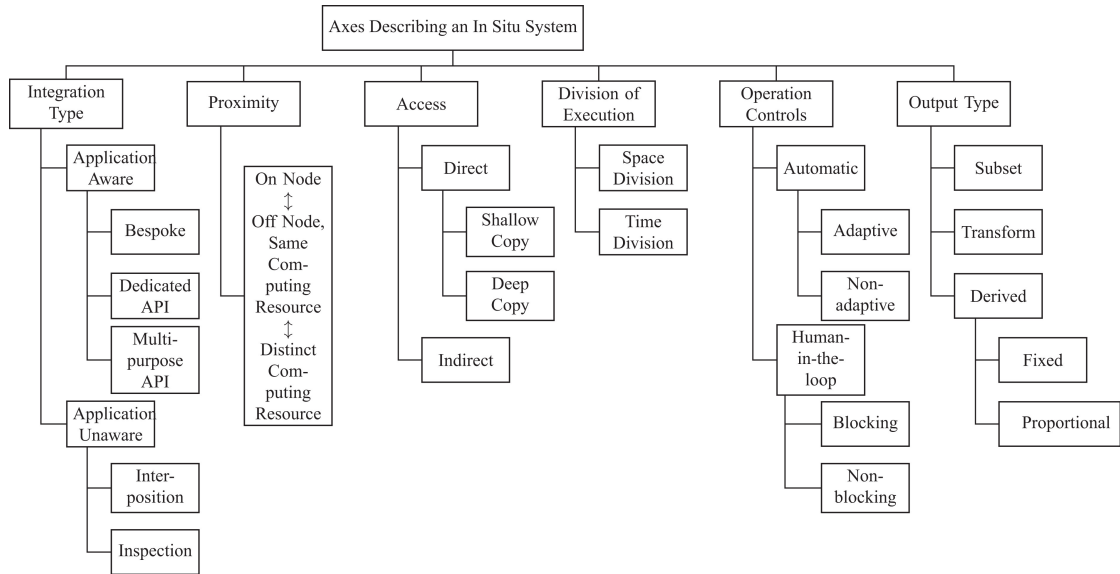 Axes Describing an In Situ System
Integration
Type
Application
Aware
Bespoke
Dedicated
API
Multi-
purpose
API
Application
Unaware
Inter-
position
Inspection
Proximity
On Node
↕
Off Node,
Same
Com-
puting
Resource
↕
Distinct
Com-
puting
Resource
Access
Direct
Shallow
Copy
Deep
Copy
Indirect
Division of
Execution
Space
Division
Time
Division
Operation
Controls
Automatic
Adaptive
Non-
adaptive
Human-
in-the-
loop
Blocking
Non-
blocking
Output Type
Subset
Transform
Derived
Fixed
Proportional